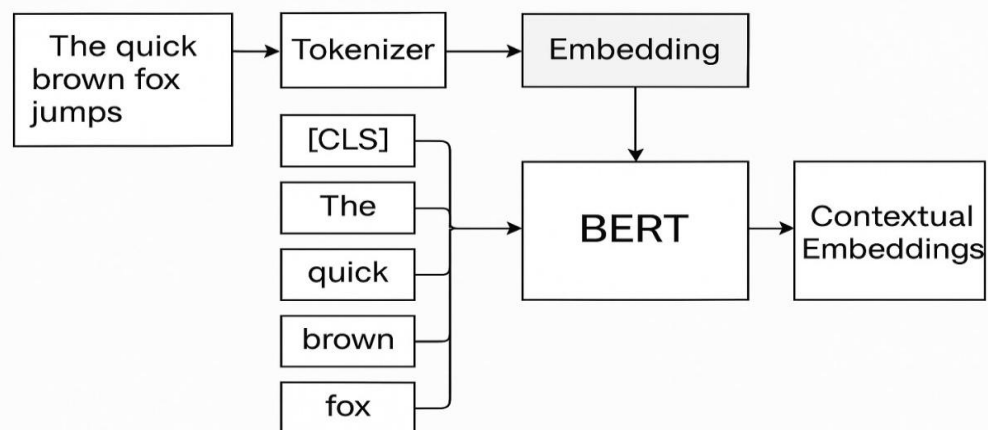 The quick
brown fox
jumps
Tokenizer
Embedding
[CLS]
The
quick
brown
fox
BERT
Contextual
Embeddings